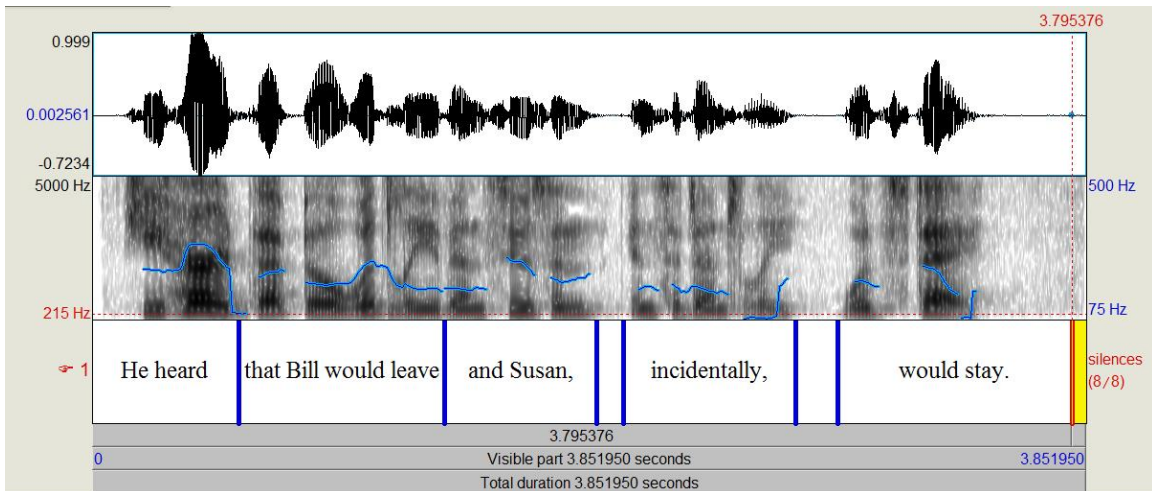 3.795376
0.999
0.002561
-0.7234
5000 Hz
500 Hz
215 Hz
75 Hz
1 He heard that Bill would leave and Susan, incidentally, would stay. silences
(8/8)
3.795376
0 Visible part 3.851950 seconds 3.851950
Total duration 3.851950 seconds